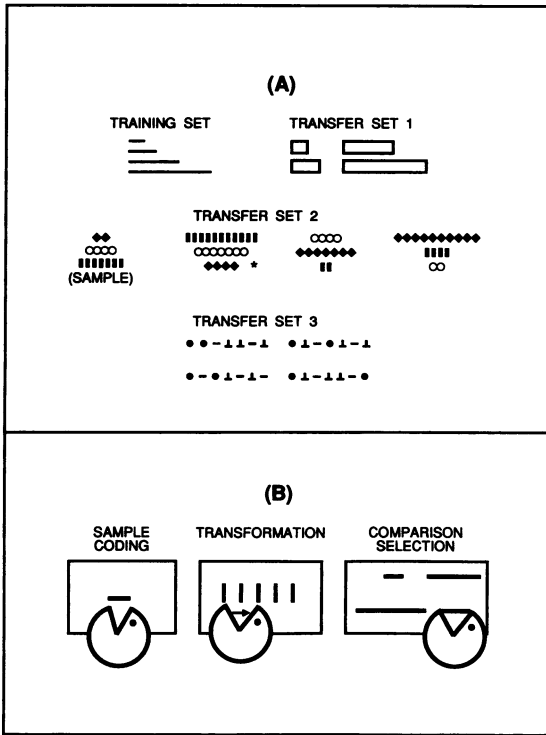 (A)
TRAINING SET
TRANSFER SET 1
TRANSFER SET 2
(SAMPLE)
*
TRANSFER SET 3
(B)
SAMPLE
CODING
TRANSFORMATION
COMPARISON
SELECTION